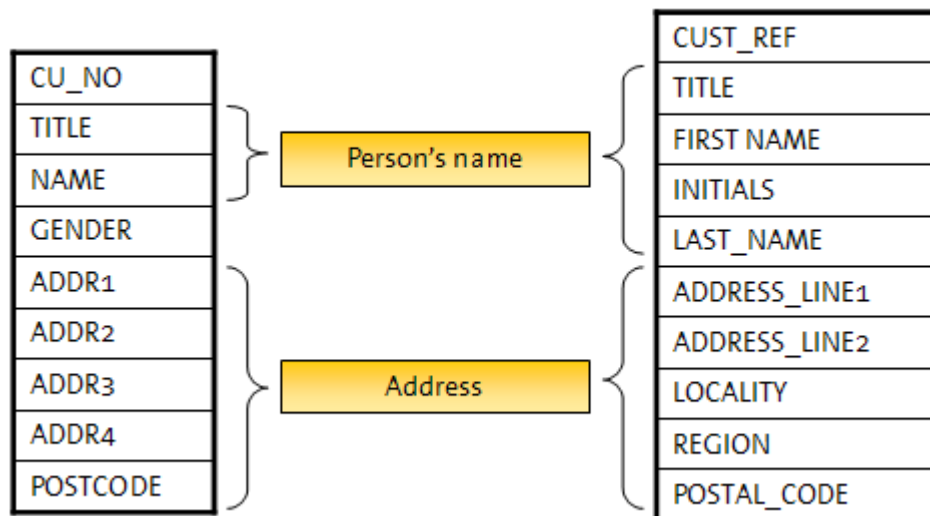 CU_NO
TITLE
NAME
GENDER
ADDR1
ADDR2
ADDR3
ADDR4
POSTCODE
Person's name
Address
CUST_REF
TITLE
FIRST NAME
INITIALS
LAST_NAME
ADDRESS_LINE1
ADDRESS_LINE2
LOCALITY
REGION
POSTAL_CODE